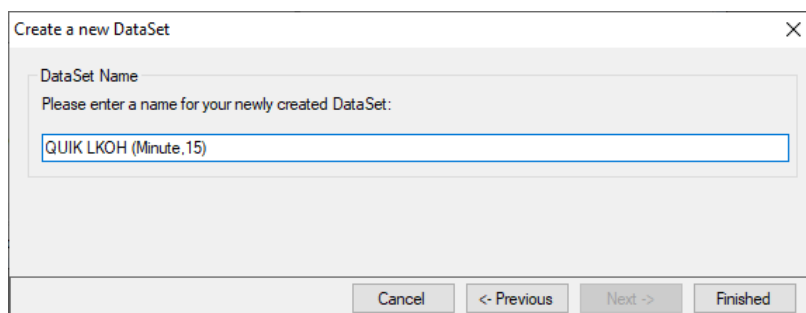 Create a new DataSet
DataSet Name
Please enter a name for your newly created DataSet:
QUIK LKOH (Minute,15)
Cancel
<- Previous
Next ->
Finished